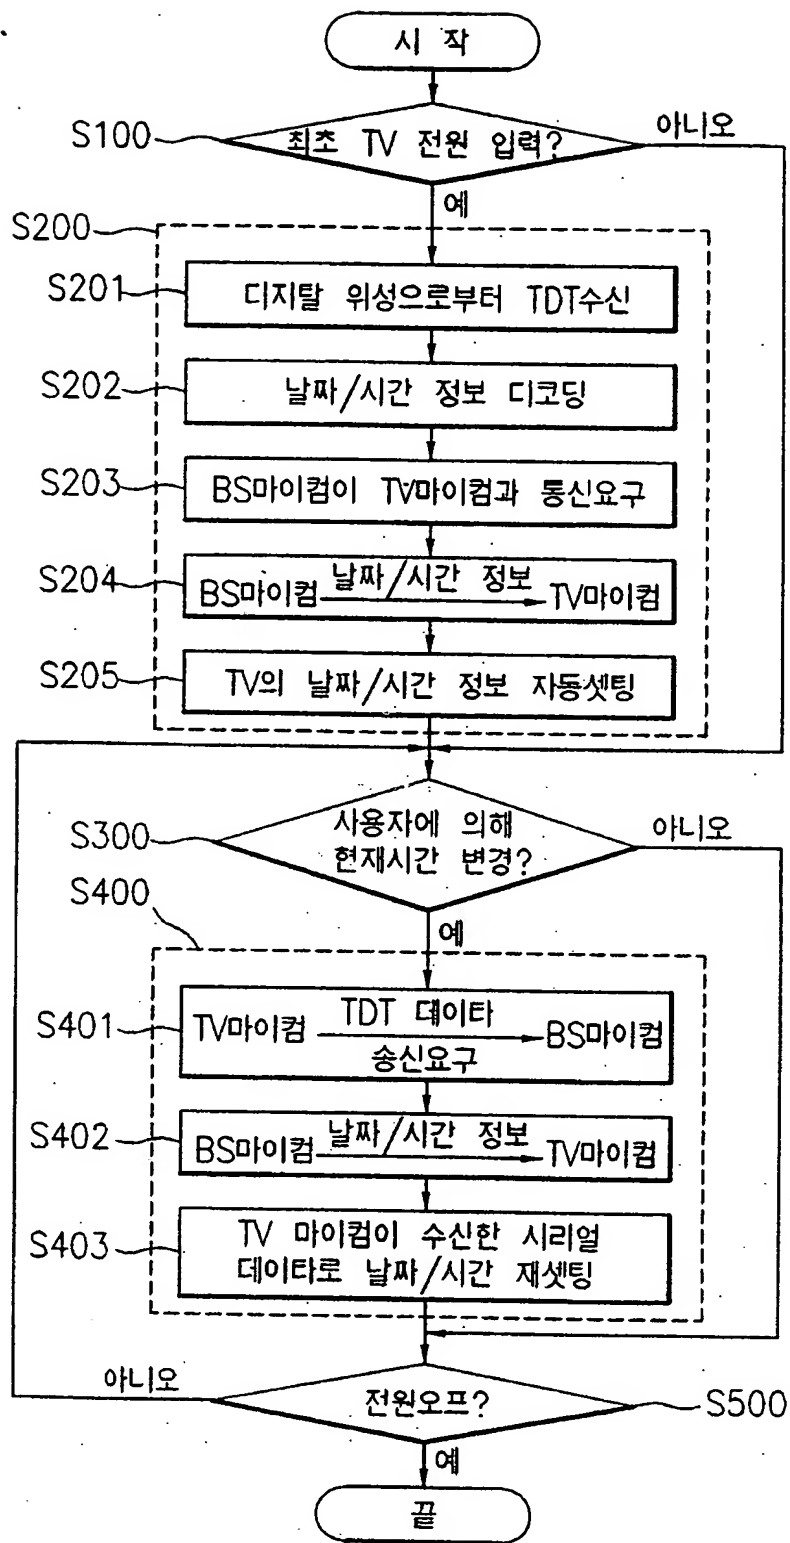 시 작
S100
최초 TV 전원 입력?
아니오
예
S200
S201
디지탈 위성으로부터 TDT수신
S202
날짜/시간 정보 디코딩
S203
BS마이컴이 TV마이컴과 통신요구
S204
BS마이컴 날짜/시간 정보 TV마이컴
S205
TV의 날짜/시간 정보 자동셋팅
S300
사용자에 의해
현재시간 변경?
아니오
예
S400
S401
TV마이컴 TDT 데이타 BS마이컴
송신요구
S402
BS마이컴 날짜/시간 정보 TV마이컴
S403
TV 마이컴이 수신한 시리얼
데이타로 날짜/시간 재셋팅
아니오
전원오프?
S500
예
끝